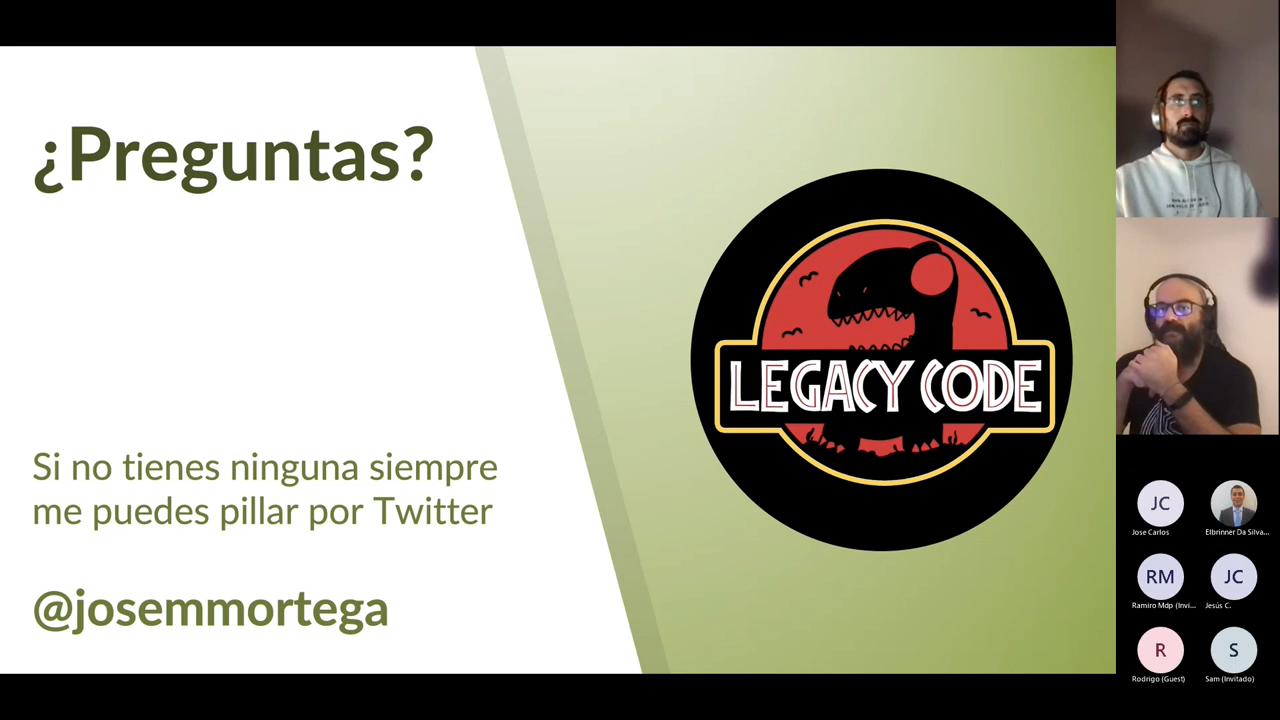 ¿Preguntas?
Si no tienes ninguna siempre
me puedes pillar por Twitter
@josemmortega
LEGACY CODE
JC
Jose Carlos
Elbrinner Da Silva...
RM
Ramiro Mdp (Invi...
JC
Jesús C.
R
Rodrigo (Guest)
S
Sam (Invitado)